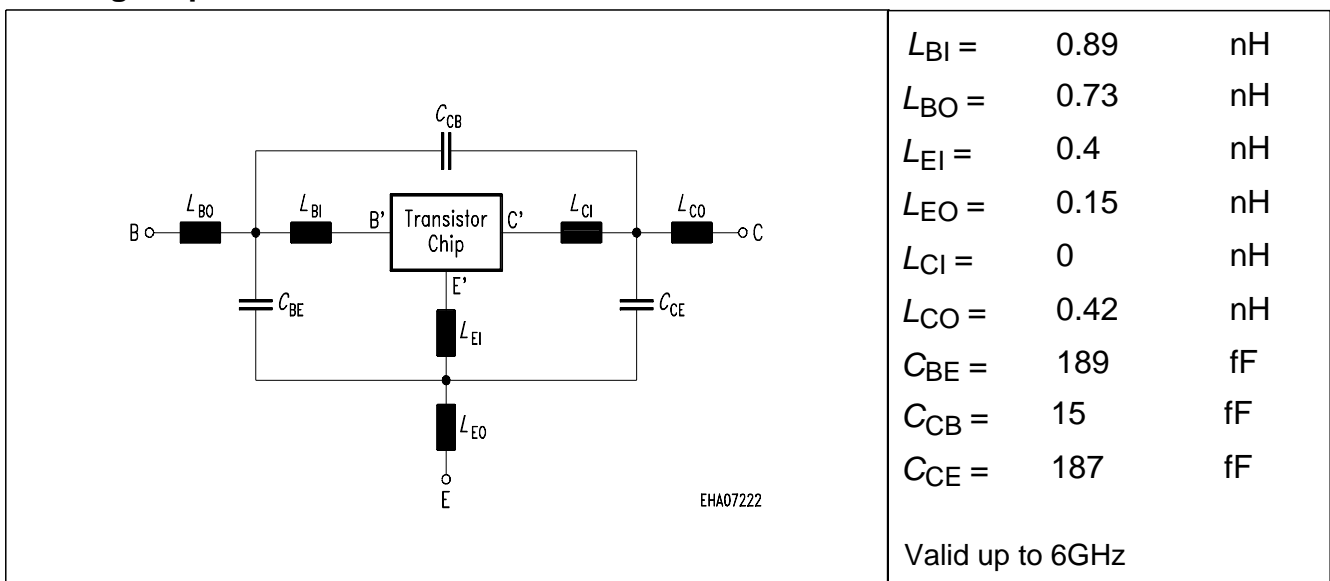 C_CB
L_BO
L_BI
B'
Transistor
Chip
C'
L_CI
L_CO
B
C
E'
C_BE
L_EI
C_CE
L_EO
E
EHA07222
L_BI = 0.89 nH
L_BO = 0.73 nH
L_EI = 0.4 nH
L_EO = 0.15 nH
L_CI = 0 nH
L_CO = 0.42 nH
C_BE = 189 fF
C_CB = 15 fF
C_CE = 187 fF
Valid up to 6GHz